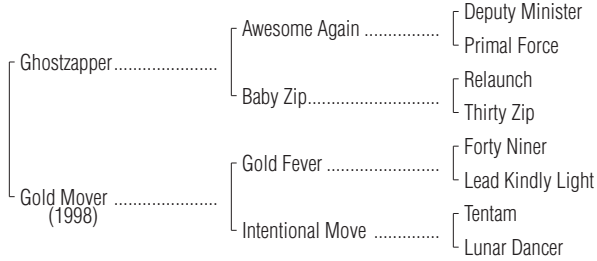 Deputy Minister
Awesome Again ................
Primal Force
Ghostzapper......................
Relaunch
Baby Zip............................
Thirty Zip
Forty Niner
Gold Fever ........................
Lead Kindly Light
Gold Mover ......................
(1998)
Tentam
Intentional Move ..............
Lunar Dancer